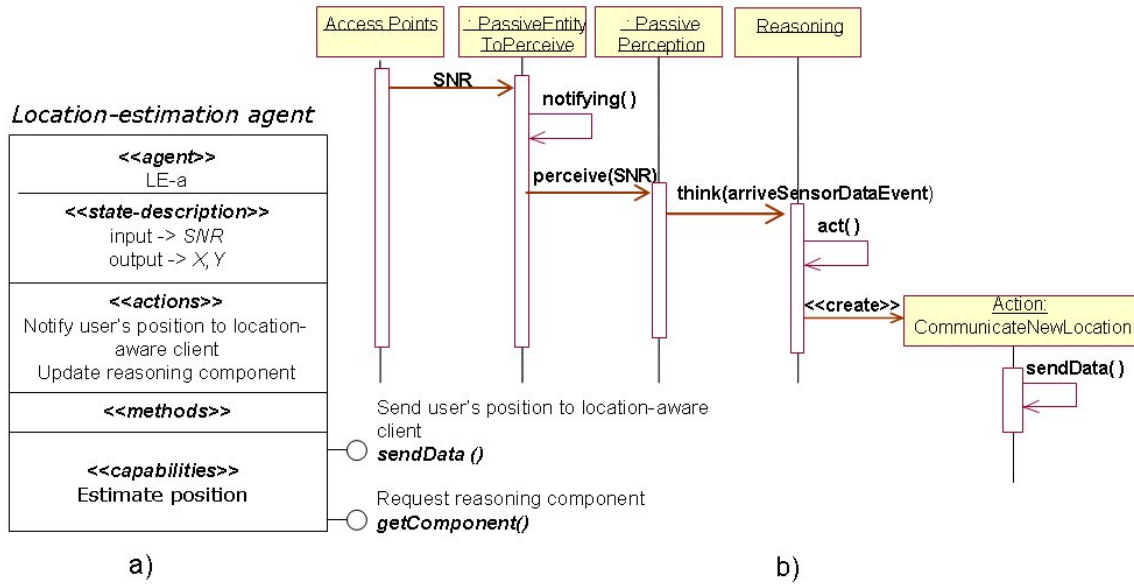 Location-estimation agent
<<agent>>
LE-a
<<state-description>>
input -> SNR
output -> X,Y
<<actions>>
Notify user's position to location-
aware client
Update reasoning component
<<methods>>
<<capabilities>>
Estimate position
Send user's position to location-aware
client
sendData ()
Request reasoning component
getComponent()
a)
Access Points
: PassiveEntity
ToPerceive
: Passive
Perception
Reasoning
SNR
notifying( )
perceive(SNR)
think(arriveSensorDataEvent)
act( )
<<create>>
Action:
CommunicateNewLocation
sendData( )
b)